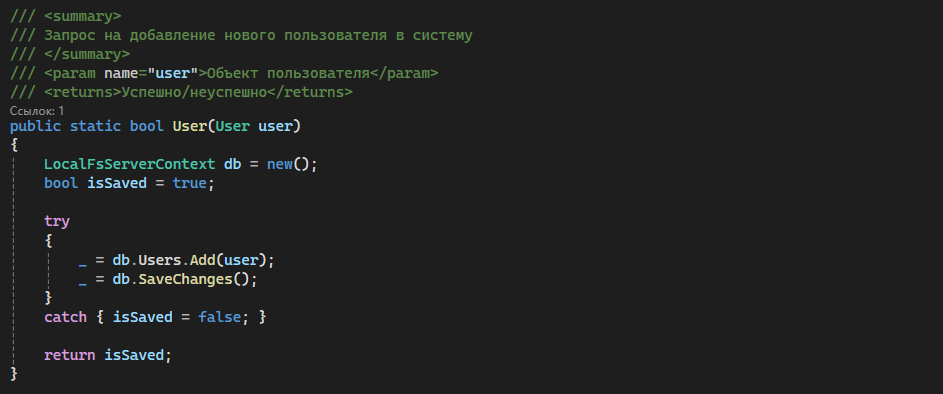 /// <summary>
/// Запрос на добавление нового пользователя в систему
/// </summary>
/// <param name="user">Объект пользователя</param>
/// <returns>Успешно/неуспешно</returns>
Ссылок: 1
public static bool User(User user)
{
    LocalFsServerContext db = new();
    bool isSaved = true;

    try
    {
        _ = db.Users.Add(user);
        _ = db.SaveChanges();
    }
    catch { isSaved = false; }

    return isSaved;
}